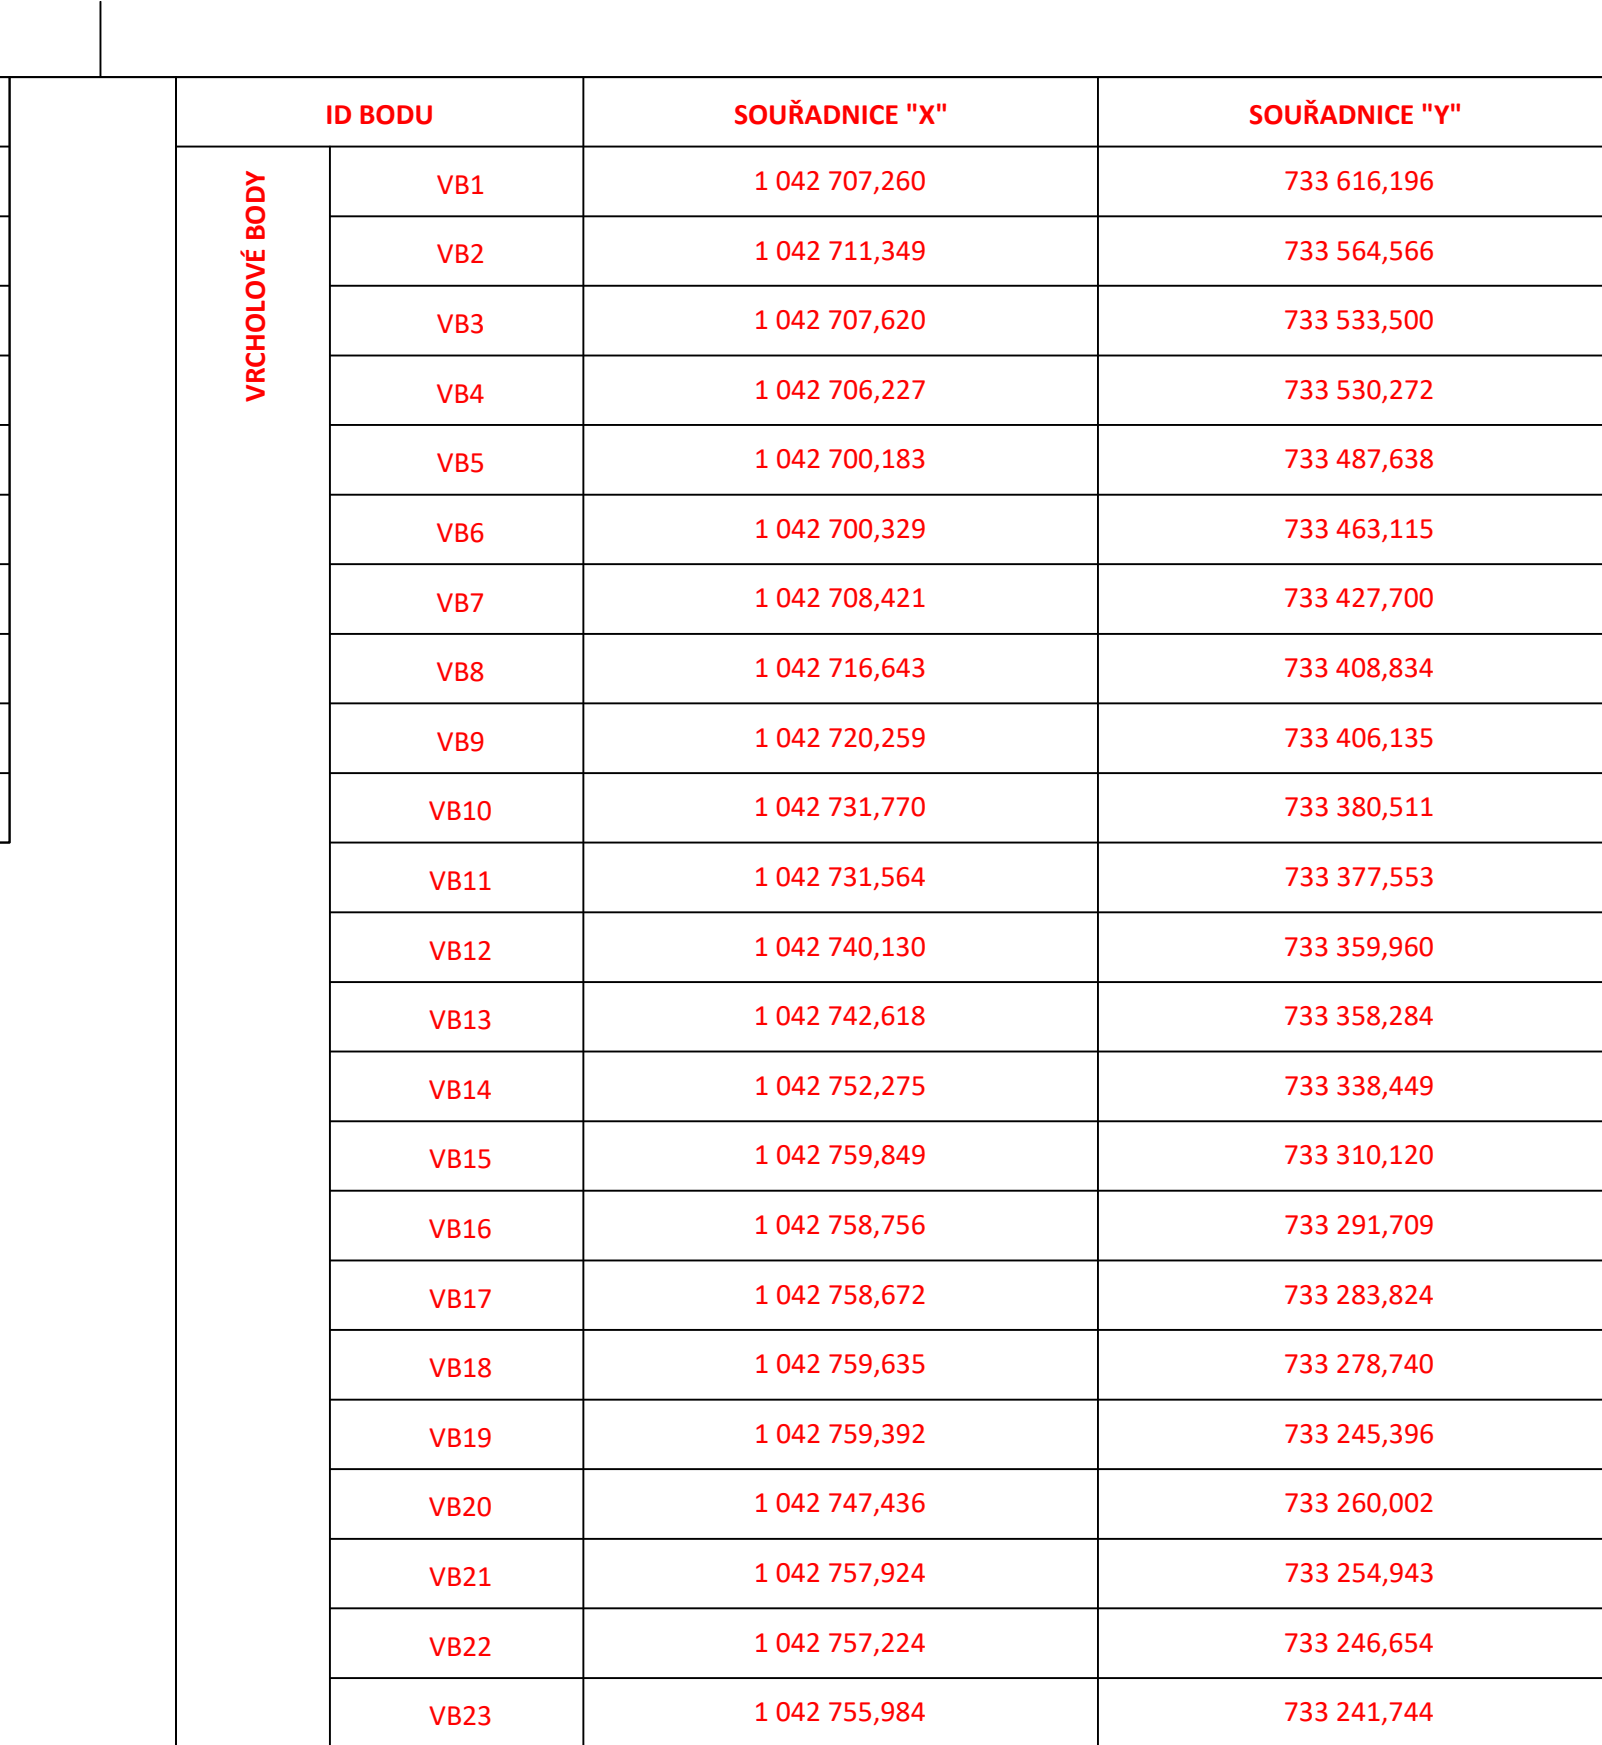 ID BODU SOUŘADNICE "X" SOUŘADNICE "Y"
VRCHOLOVÉ BODY
VB1 1 042 707,260 733 616,196
VB2 1 042 711,349 733 564,566
VB3 1 042 707,620 733 533,500
VB4 1 042 706,227 733 530,272
VB5 1 042 700,183 733 487,638
VB6 1 042 700,329 733 463,115
VB7 1 042 708,421 733 427,700
VB8 1 042 716,643 733 408,834
VB9 1 042 720,259 733 406,135
VB10 1 042 731,770 733 380,511
VB11 1 042 731,564 733 377,553
VB12 1 042 740,130 733 359,960
VB13 1 042 742,618 733 358,284
VB14 1 042 752,275 733 338,449
VB15 1 042 759,849 733 310,120
VB16 1 042 758,756 733 291,709
VB17 1 042 758,672 733 283,824
VB18 1 042 759,635 733 278,740
VB19 1 042 759,392 733 245,396
VB20 1 042 747,436 733 260,002
VB21 1 042 757,924 733 254,943
VB22 1 042 757,224 733 246,654
VB23 1 042 755,984 733 241,744